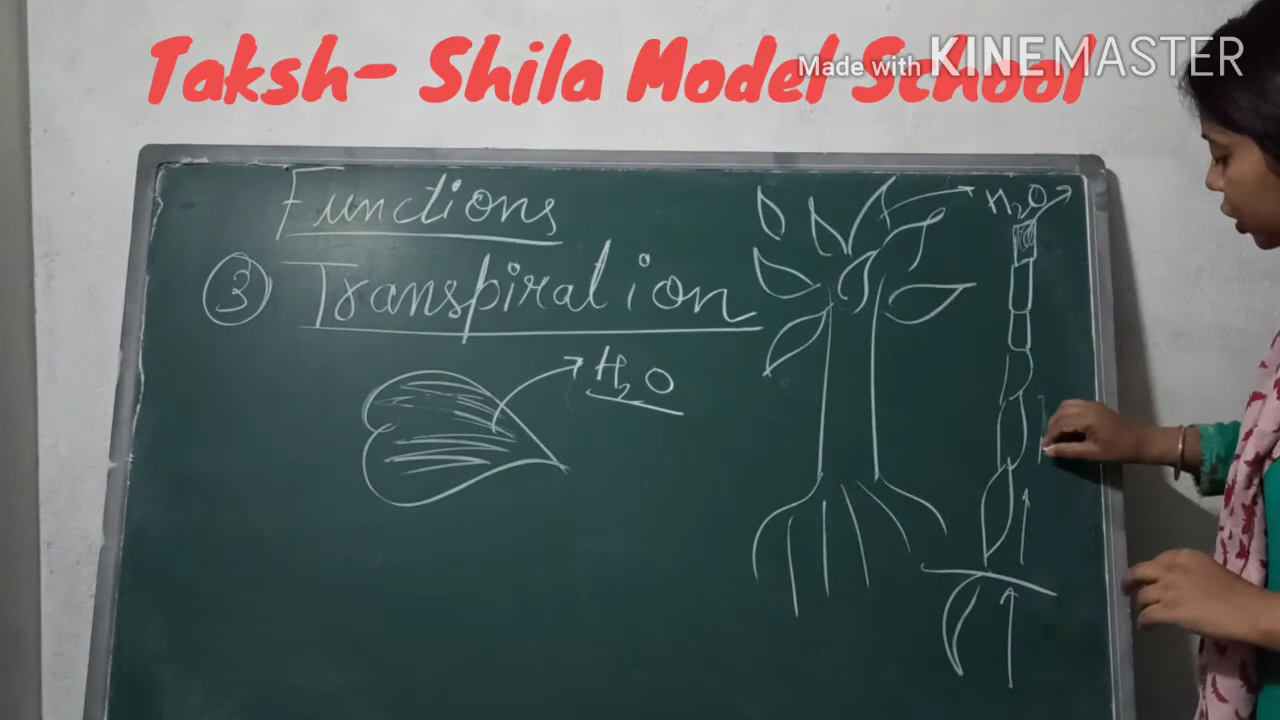 Taksh- Shila Model School
Made with KINEMASTER
Functions
③ Transpiration
H₂O
H₂O